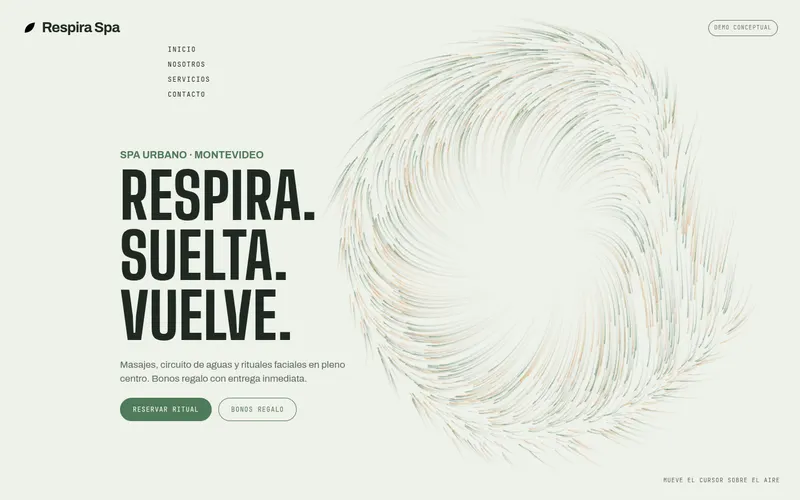 Respira Spa
DEMO CONCEPTUAL
INICIO
NOSOTROS
SERVICIOS
CONTACTO
SPA URBANO · MONTEVIDEO
RESPIRA.
SUELTA.
VUELVE.
Masajes, circuito de aguas y rituales faciales en pleno
centro. Bonos regalo con entrega inmediata.
RESERVAR RITUAL
BONOS REGALO
MUEVE EL CURSOR SOBRE EL AIRE